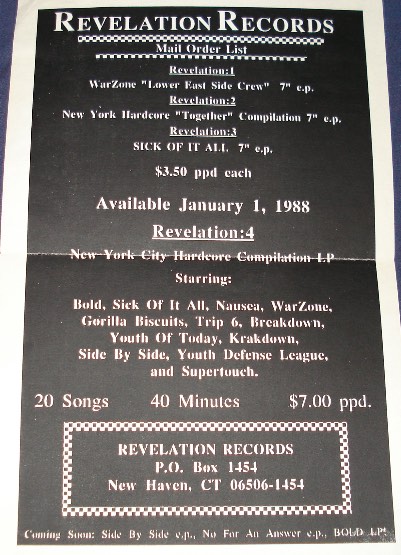 REVELATION RECORDS
Mail Order List
Revelation:1
WarZone "Lower East Side Crew" 7" e.p.
Revelation:2
New York Hardcore "Together" Compilation 7" e.p.
Revelation:3
SICK OF IT ALL 7" e.p.
$3.50 ppd each
Available January 1, 1988
Revelation:4
New York City Hardcore Compilation LP
Starring:
Bold, Sick Of It All, Nausea, WarZone,
Gorilla Biscuits, Trip 6, Breakdown,
Youth Of Today, Krakdown,
Side By Side, Youth Defense League,
and Supertouch.
20 Songs 40 Minutes $7.00 ppd.
REVELATION RECORDS
P.O. Box 1454
New Haven, CT 06506-1454
Coming Soon: Side By Side e.p., No For An Answer e.p., BOLD LP!